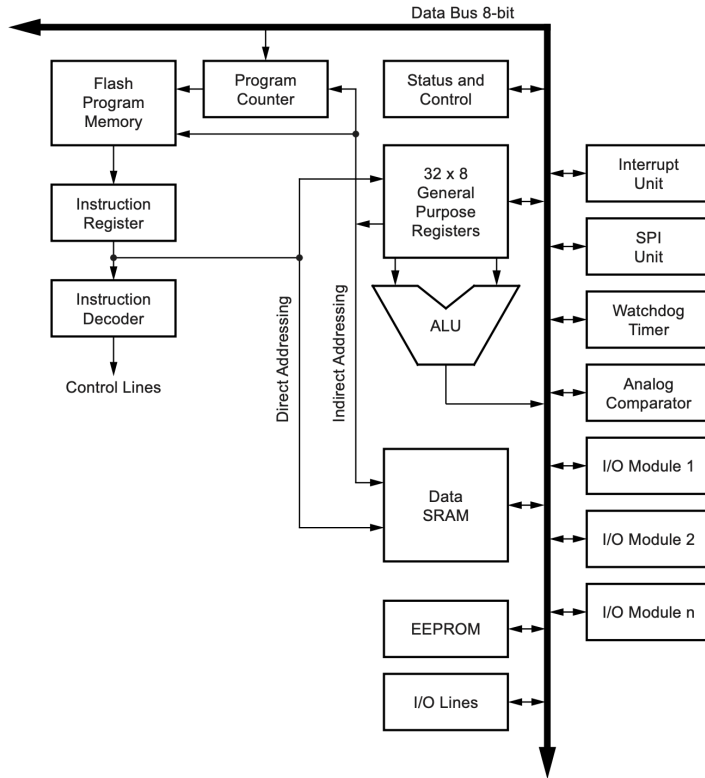 Data Bus 8-bit
Flash
Program
Memory
Program
Counter
Status and
Control
32 x 8
General
Purpose
Registers
Interrupt
Unit
Instruction
Register
SPI
Unit
Instruction
Decoder
ALU
Watchdog
Timer
Control Lines
Direct Addressing
Indirect Addressing
Analog
Comparator
Data
SRAM
I/O Module 1
I/O Module 2
EEPROM
I/O Module n
I/O Lines